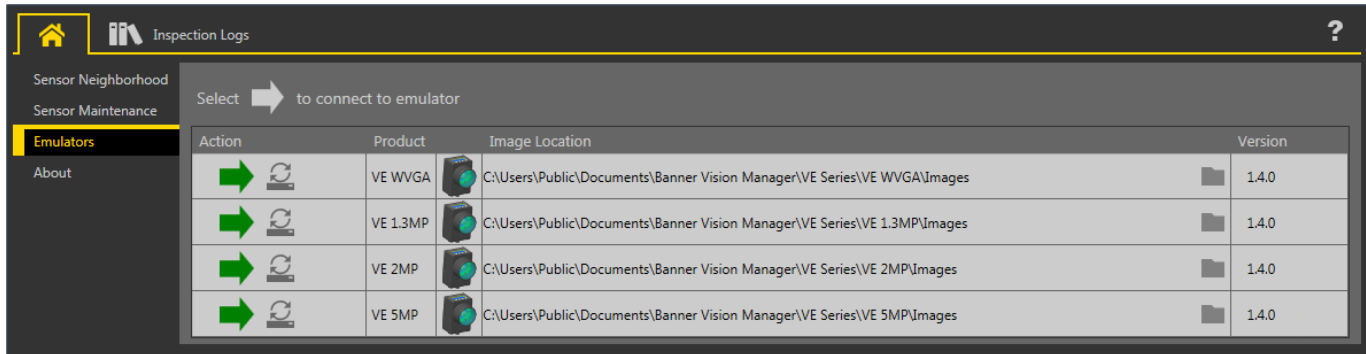 Inspection Logs
?
Sensor Neighborhood
Sensor Maintenance
Emulators
About
Select to connect to emulator
Action Product Image Location Version
VE WVGA C:\Users\Public\Documents\Banner Vision Manager\VE Series\VE WVGA\Images 1.4.0
VE 1.3MP C:\Users\Public\Documents\Banner Vision Manager\VE Series\VE 1.3MP\Images 1.4.0
VE 2MP C:\Users\Public\Documents\Banner Vision Manager\VE Series\VE 2MP\Images 1.4.0
VE 5MP C:\Users\Public\Documents\Banner Vision Manager\VE Series\VE 5MP\Images 1.4.0